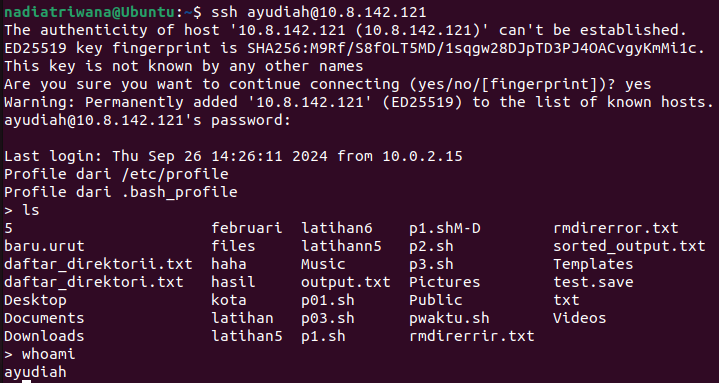 nadiatriwana@Ubuntu:~$ ssh ayudiah@10.8.142.121
The authenticity of host '10.8.142.121 (10.8.142.121)' can't be established.
ED25519 key fingerprint is SHA256:M9Rf/S8fOLT5MD/1sqgw28DJpTD3PJ4OACvgyKmMi1c.
This key is not known by any other names
Are you sure you want to continue connecting (yes/no/[fingerprint])? yes
Warning: Permanently added '10.8.142.121' (ED25519) to the list of known hosts.
ayudiah@10.8.142.121's password:
Last login: Thu Sep 26 14:26:11 2024 from 10.0.2.15
Profile dari /etc/profile
Profile dari .bash_profile
> ls
5 februari latihan6 p1.shM-D rmdirerror.txt
baru.urut files latihann5 p2.sh sorted_output.txt
daftar_direktorii.txt haha Music p3.sh Templates
daftar_direktori.txt hasil output.txt Pictures test.save
Desktop kota p01.sh Public txt
Documents latihan p03.sh pwaktu.sh Videos
Downloads latihan5 p1.sh rmdirerrir.txt
> whoami
ayudiah